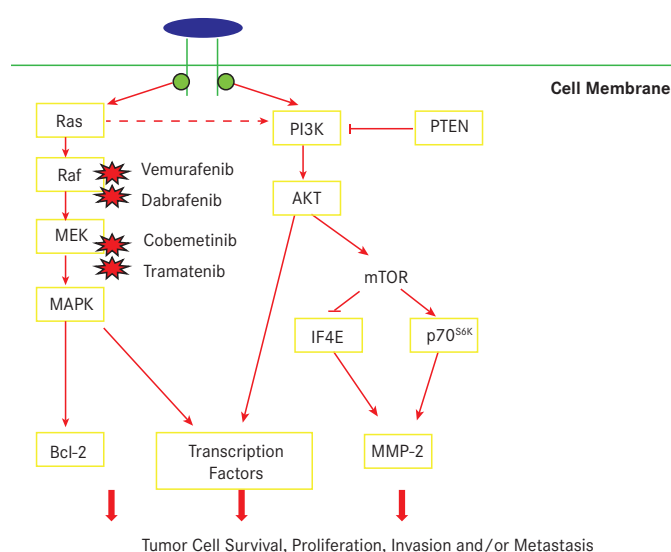 Cell Membrane
Ras
PI3K
PTEN
Raf
Vemurafenib
Dabrafenib
AKT
MEK
Cobemetinib
Tramatenib
mTOR
MAPK
IF4E
p70S6K
Bcl-2
Transcription
Factors
MMP-2
Tumor Cell Survival, Proliferation, Invasion and/or Metastasis